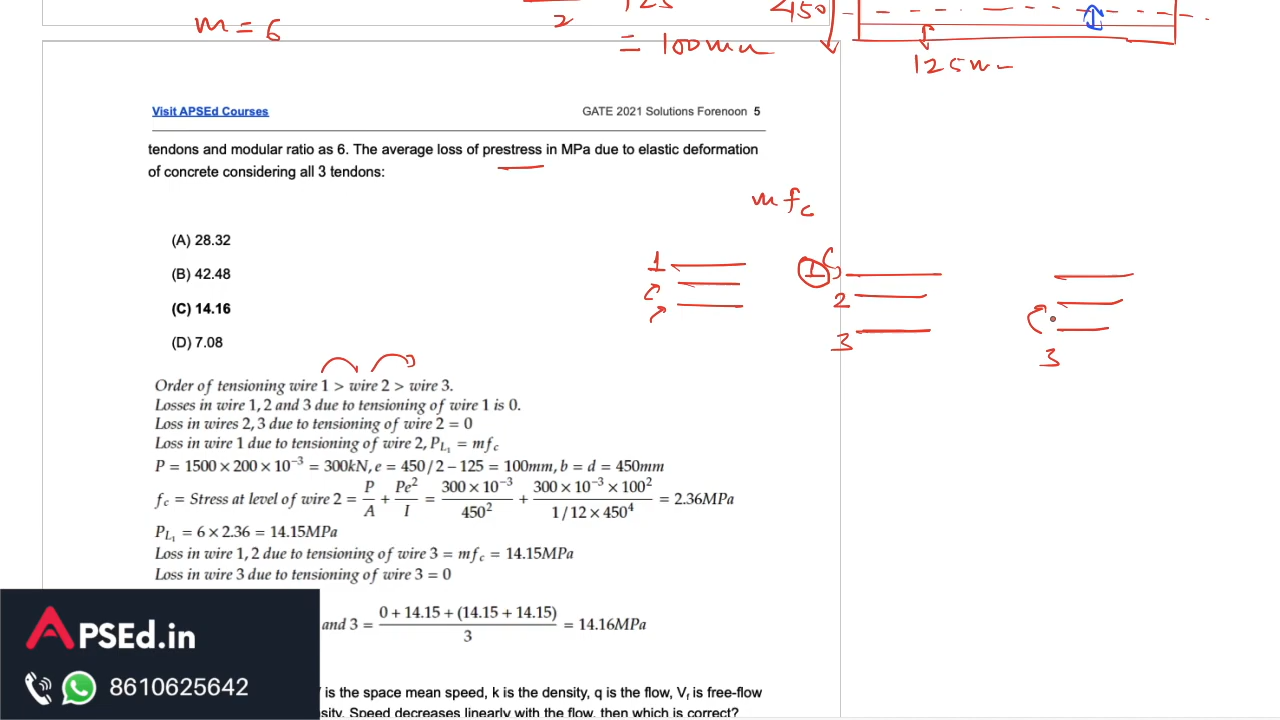 m = 6
2
125
= 100mm
450
125mm
Visit APSEd Courses
GATE 2021 Solutions Forenoon 5
tendons and modular ratio as 6. The average loss of prestress in MPa due to elastic deformation
of concrete considering all 3 tendons:
m fc
(A) 28.32
(B) 42.48
(C) 14.16
(D) 7.08
1
1
2
3
3
Order of tensioning wire 1 > wire 2 > wire 3.
Losses in wire 1, 2 and 3 due to tensioning of wire 1 is 0.
Loss in wires 2, 3 due to tensioning of wire 2 = 0
Loss in wire 1 due to tensioning of wire 2, P_L₁ = mf_c
P = 1500 × 200 × 10⁻³ = 300kN, e = 450/2 − 125 = 100mm, b = d = 450mm
f_c = Stress at level of wire 2 = P/A + Pe²/I = 300 × 10⁻³/450² + 300 × 10⁻³ × 100²/1/12 × 450⁴ = 2.36MPa
P_L₁ = 6 × 2.36 = 14.15MPa
Loss in wire 1, 2 due to tensioning of wire 3 = mf_c = 14.15MPa
Loss in wire 3 due to tensioning of wire 3 = 0
and 3 = 0 + 14.15 + (14.15 + 14.15)/3 = 14.16MPa
APSEd.in
8610625642
is the space mean speed, k is the density, q is the flow, V_f is free-flow
sity. Speed decreases linearly with the flow, then which is correct?